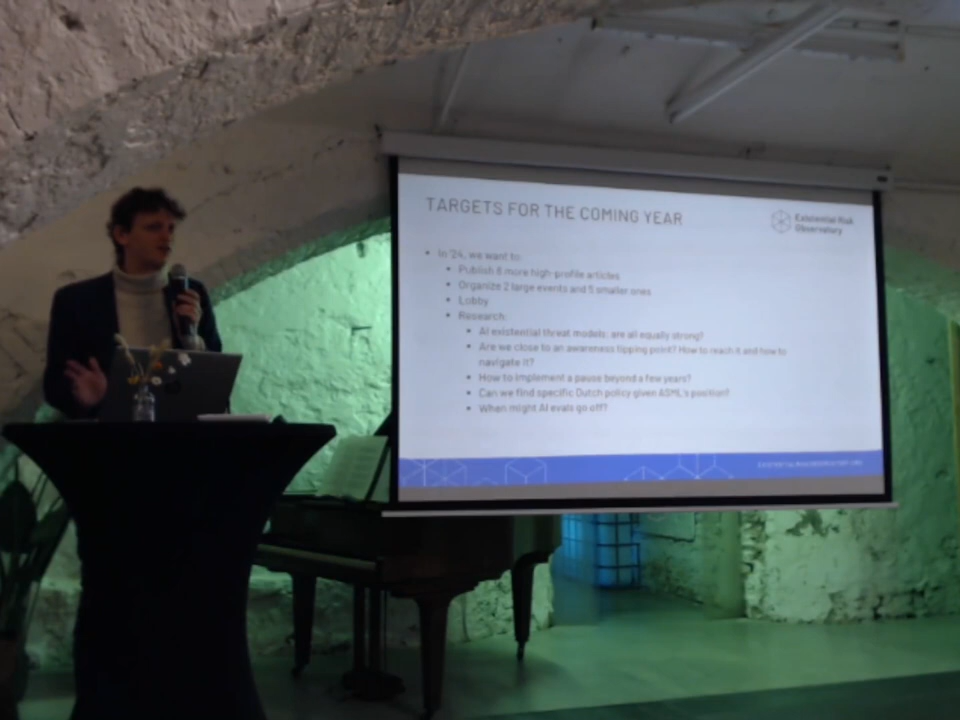 TARGETS FOR THE COMING YEAR
Existential Risk
Observatory
In '24, we want to:
Publish 8 more high-profile articles
Organize 2 large events and 5 smaller ones
Lobby
Research:
AI existential threat models: are all equally strong?
Are we close to an awareness tipping point? How to reach it and how to
navigate it?
How to implement a pause beyond a few years?
Can we find specific Dutch policy given ASML's position?
When might AI evals go off?